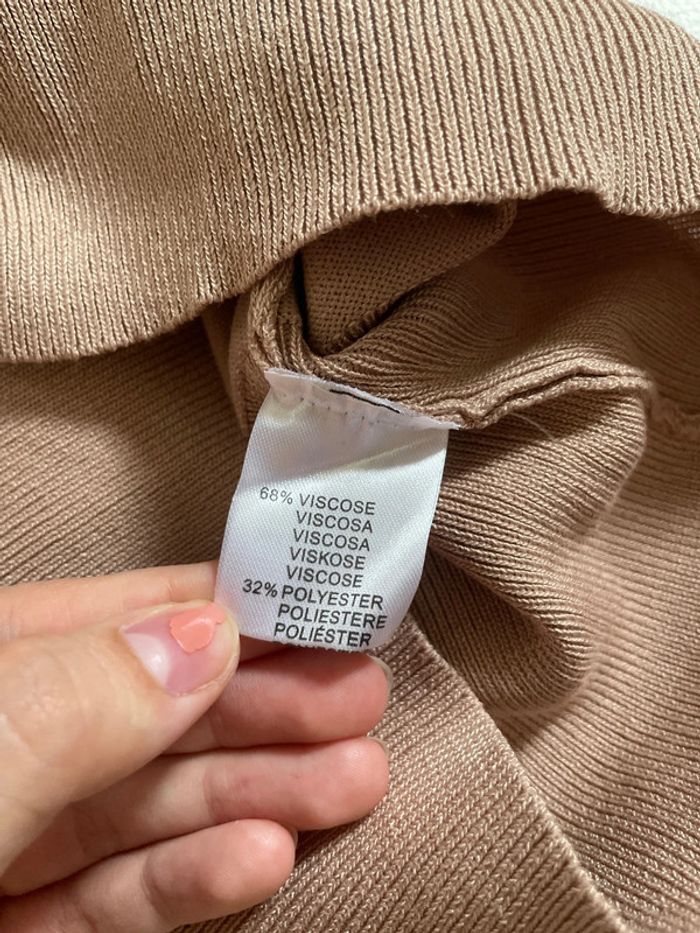 68% VISCOSE
VISCOSA
VISCOSA
VISKOSE
VISCOSE
32% POLYESTER
POLIESTERE
POLIÉSTER